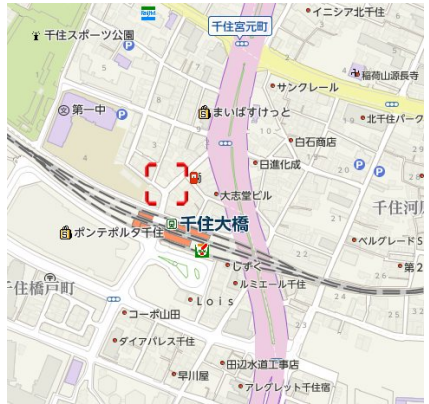 イニシア北千住
千住宮元町
千住スポーツ公園
稲荷山源長寺
サンクレール
第一中
まいばすけっと
北千住パーク
白石商店
日進化成
大志堂ビル
千住河原
千住大橋
ポンテポルタ千住
ベルグレードS
じずく
第2
千住橋戸町
ルミエール千住
Lois
コーポ山田
ダイアパレス千住
田辺水道工事店
早川屋
アレグレット千住宿